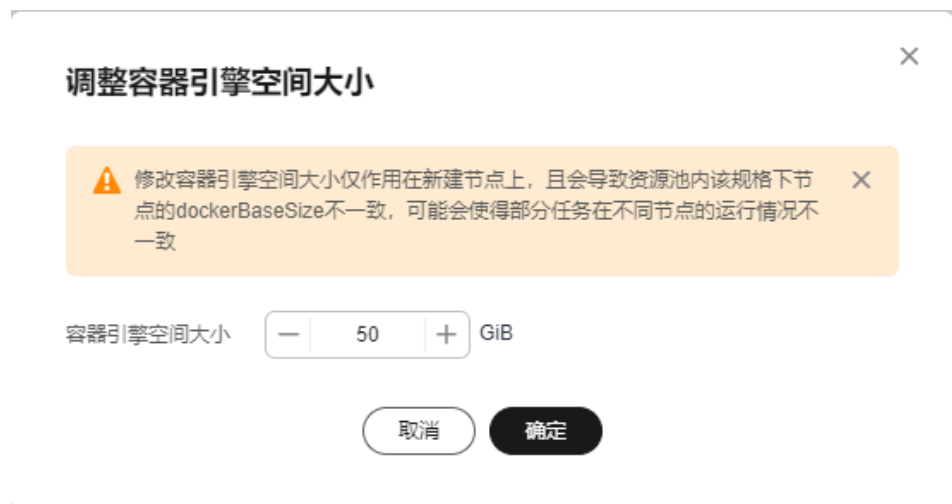 调整容器引擎空间大小
修改容器引擎空间大小仅作用在新建节点上，且会导致资源池内该规格下节
点的dockerBaseSize不一致，可能会使得部分任务在不同节点的运行情况不
一致
容器引擎空间大小 — 50 + GiB
取消 确定